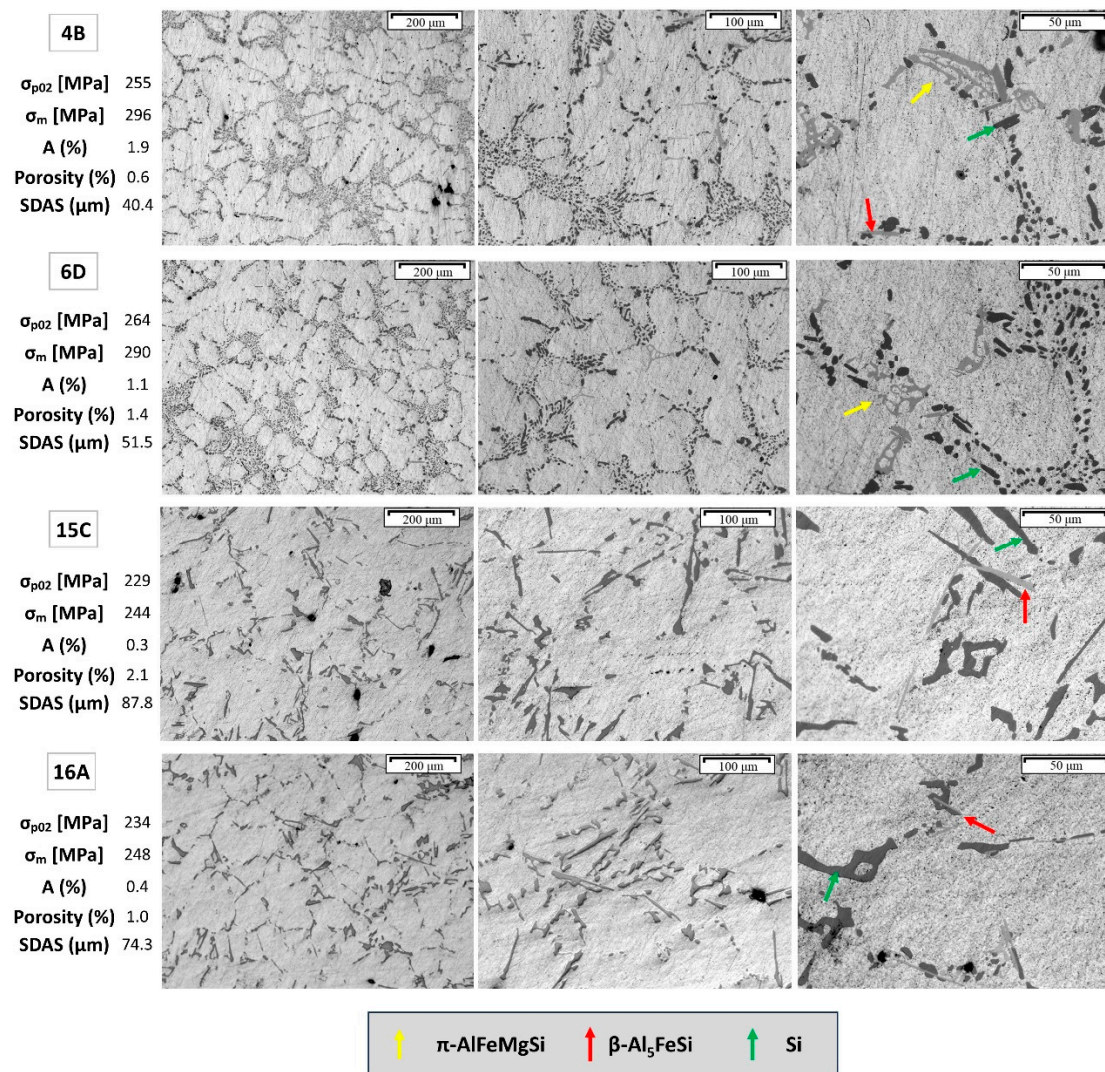 4B
200 µm
100 µm
50 µm
σp02 [MPa] 255
σm [MPa] 296
A (%) 1.9
Porosity (%) 0.6
SDAS (µm) 40.4
6D
200 µm
100 µm
50 µm
σp02 [MPa] 264
σm [MPa] 290
A (%) 1.1
Porosity (%) 1.4
SDAS (µm) 51.5
15C
200 µm
100 µm
50 µm
σp02 [MPa] 229
σm [MPa] 244
A (%) 0.3
Porosity (%) 2.1
SDAS (µm) 87.8
16A
200 µm
100 µm
50 µm
σp02 [MPa] 234
σm [MPa] 248
A (%) 0.4
Porosity (%) 1.0
SDAS (µm) 74.3
π-AlFeMgSi β-Al₅FeSi Si